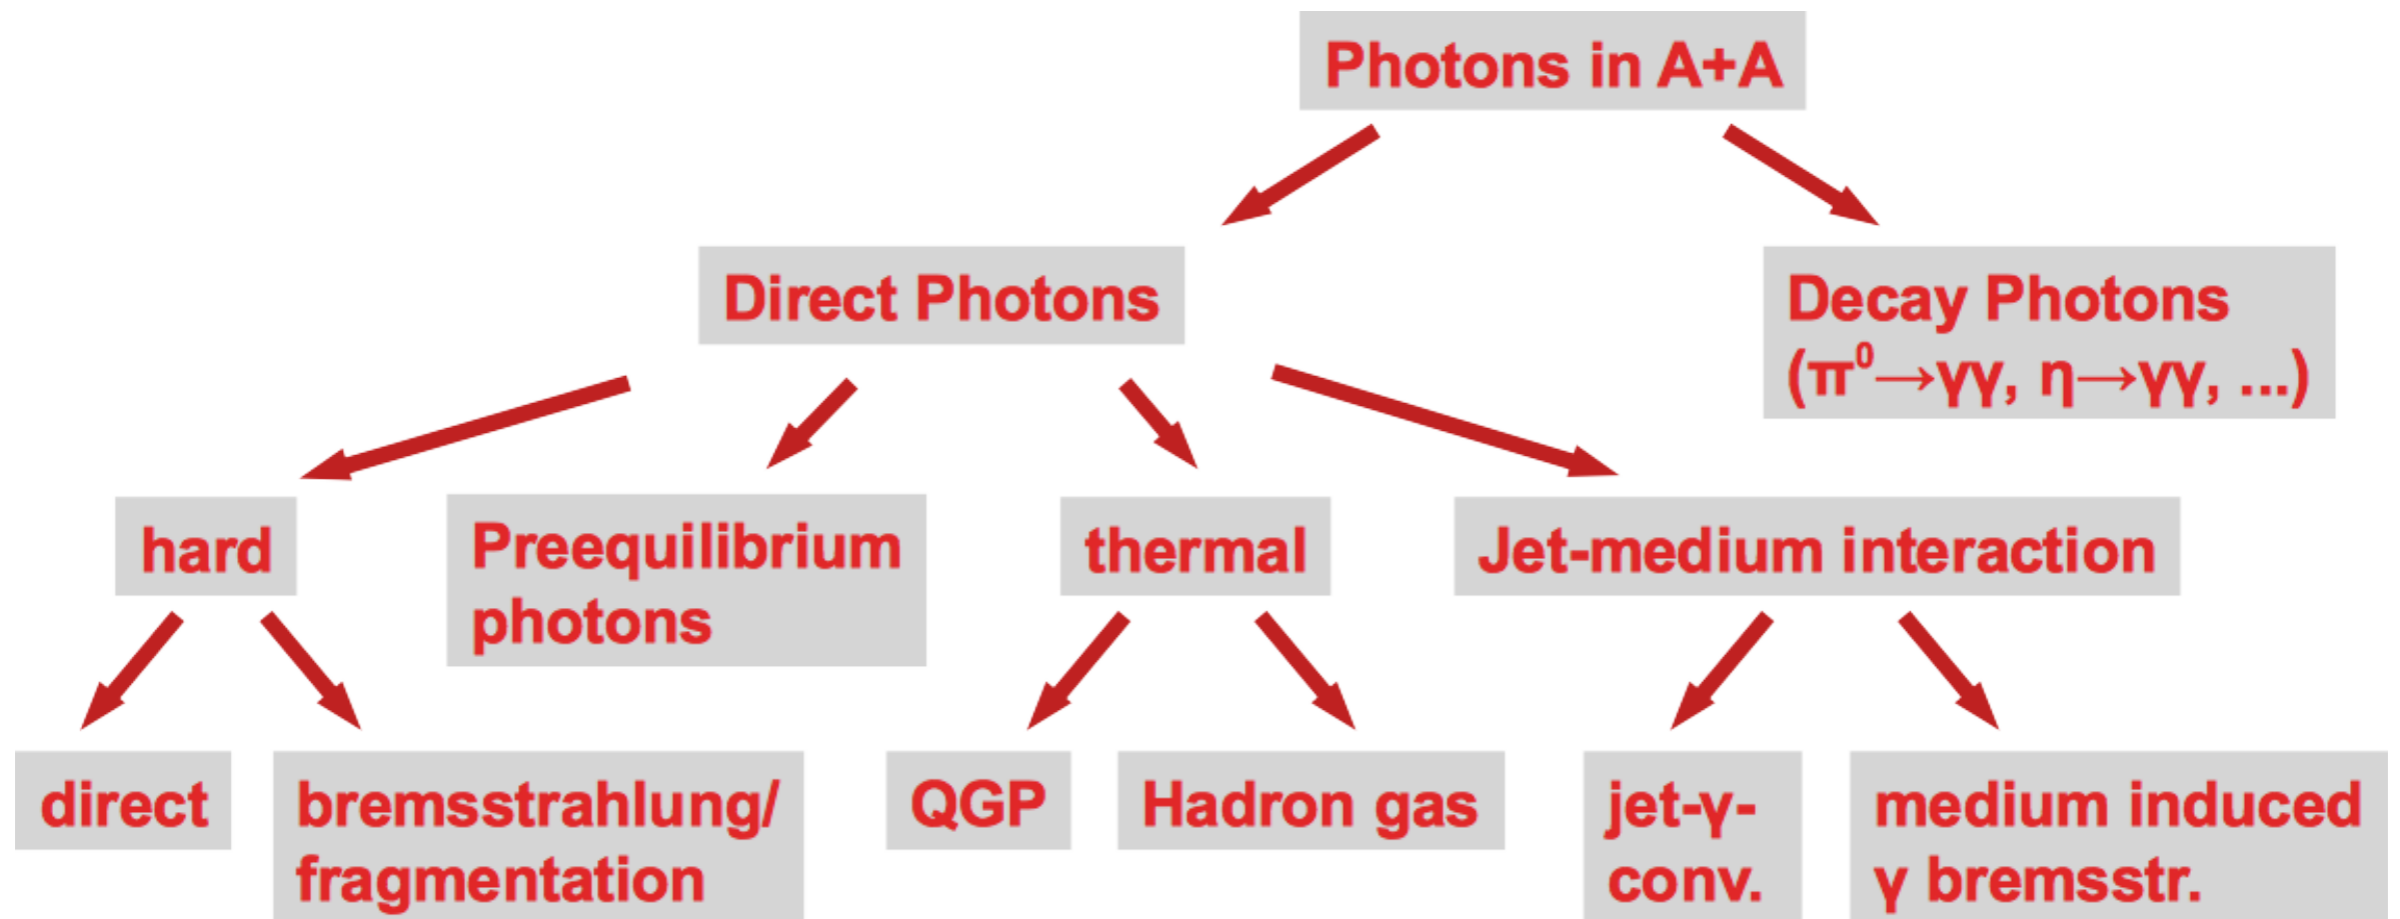 Photons in A+A
Direct Photons
Decay Photons
(π⁰→γγ, η→γγ, ...)
hard
Preequilibrium
photons
thermal
Jet-medium interaction
direct
bremsstrahlung/
fragmentation
QGP
Hadron gas
jet-γ-
conv.
medium induced
γ bremsstr.